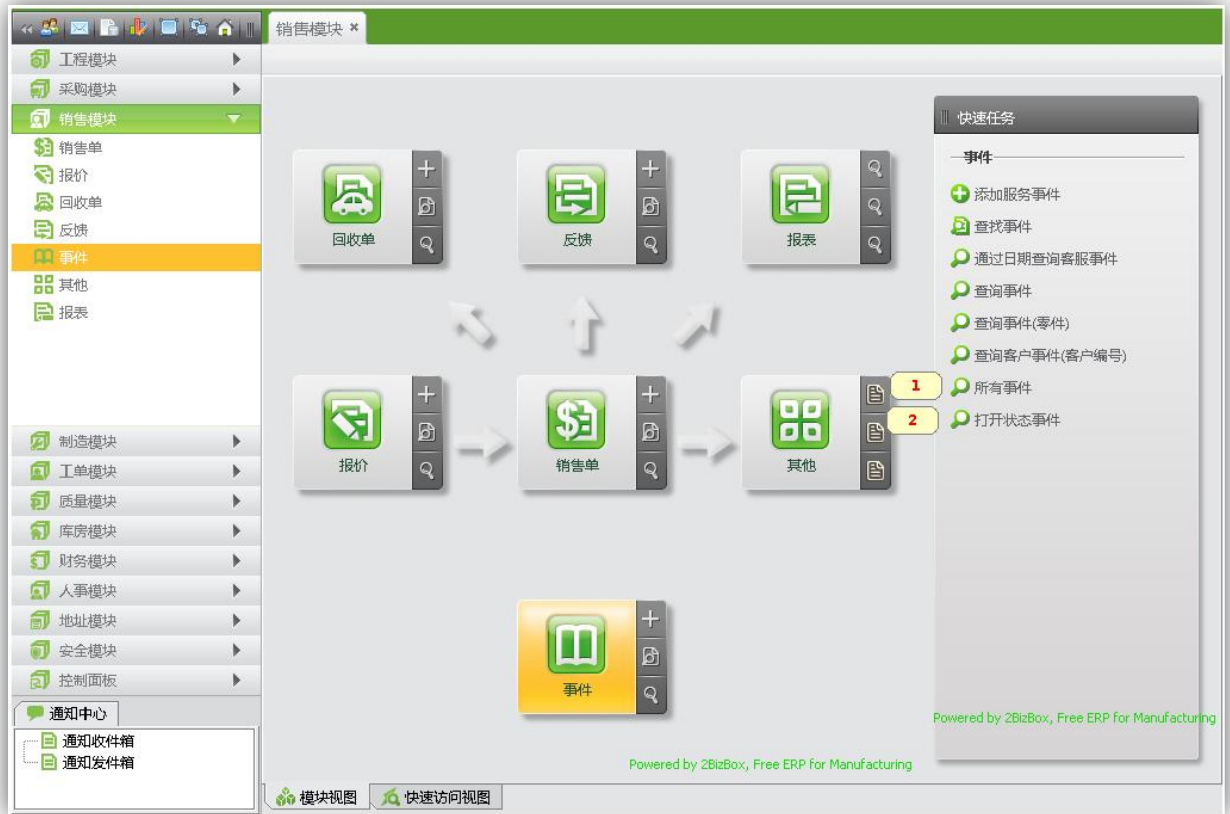 销售模块
工程模块
采购模块
销售模块
销售单
报价
回收单
反馈
事件
其他
报表
制造模块
工单模块
质量模块
库房模块
财务模块
人事模块
地址模块
安全模块
控制面板
通知中心
通知收件箱
通知发件箱
回收单
反馈
报表
报价
销售单
其他
事件
快速任务
事件
添加服务事件
查找事件
通过日期查询客服事件
查询事件
查询事件(零件)
查询客户事件(客户编号)
1
所有事件
2
打开状态事件
Powered by 2BizBox, Free ERP for Manufacturing
Powered by 2BizBox, Free ERP for Manufacturing
模块视图
快速访问视图